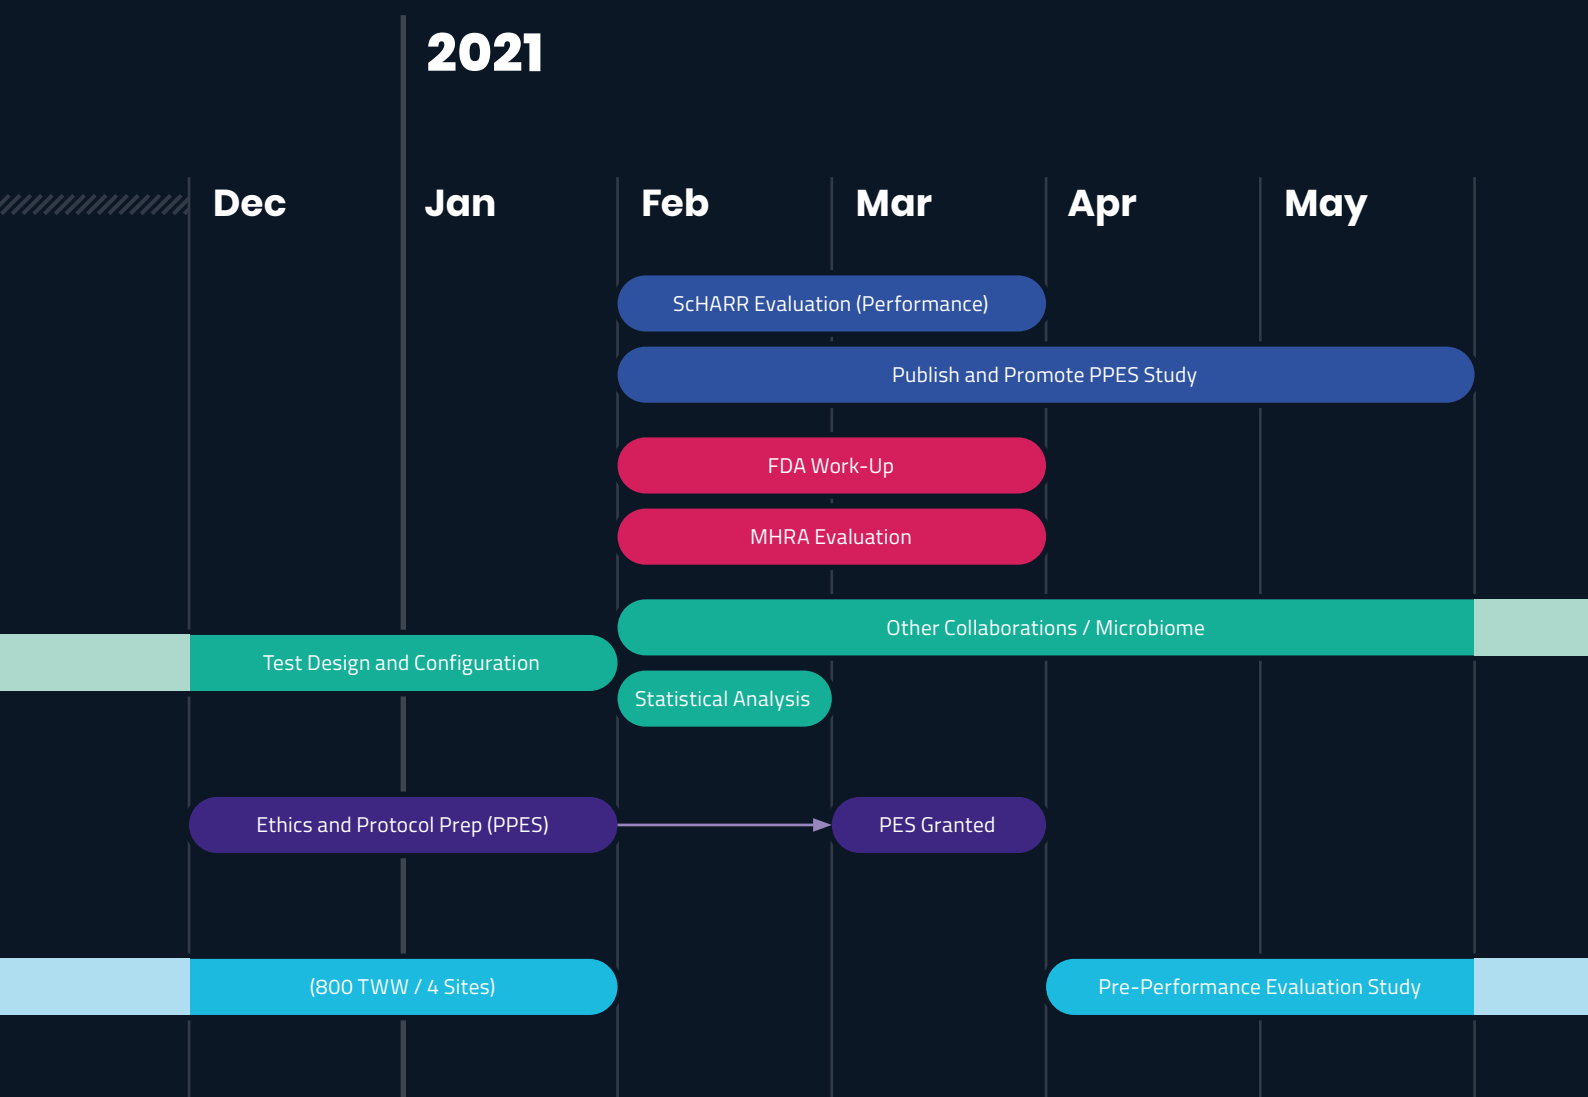 2021
Dec
Jan
Feb
Mar
Apr
May
ScHARR Evaluation (Performance)
Publish and Promote PPES Study
FDA Work-Up
MHRA Evaluation
Other Collaborations / Microbiome
Test Design and Configuration
Statistical Analysis
Ethics and Protocol Prep (PPES)
PES Granted
(800 TWW / 4 Sites)
Pre-Performance Evaluation Study